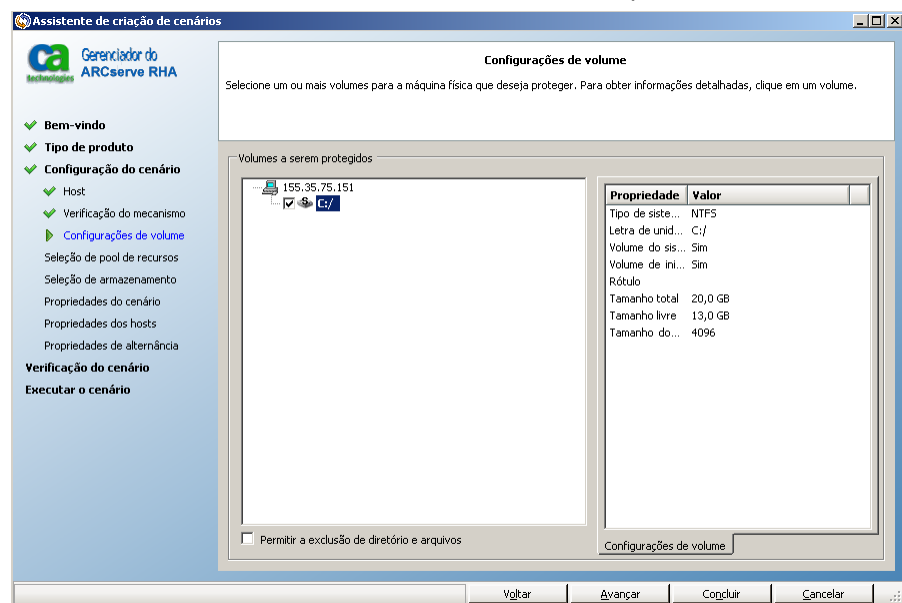 Assistente de criação de cenários
ca
technologies
Gerenciador do
ARCserve RHA
Configurações de volume
Selecione um ou mais volumes para a máquina física que deseja proteger. Para obter informações detalhadas, clique em um volume.
Bem-vindo
Tipo de produto
Configuração do cenário
Host
Verificação do mecanismo
Configurações de volume
Seleção de pool de recursos
Seleção de armazenamento
Propriedades do cenário
Propriedades dos hosts
Propriedades de alternância
Verificação do cenário
Executar o cenário
Volumes a serem protegidos
155.35.75.151
C:/
Permitir a exclusão de diretório e arquivos
Propriedade Valor
Tipo de siste... NTFS
Letra de unid... C:/
Volume do sis... Sim
Volume de ini... Sim
Rótulo
Tamanho total 20,0 GB
Tamanho livre 13,0 GB
Tamanho do... 4096
Configurações de volume
Voltar Avançar Concluir Cancelar